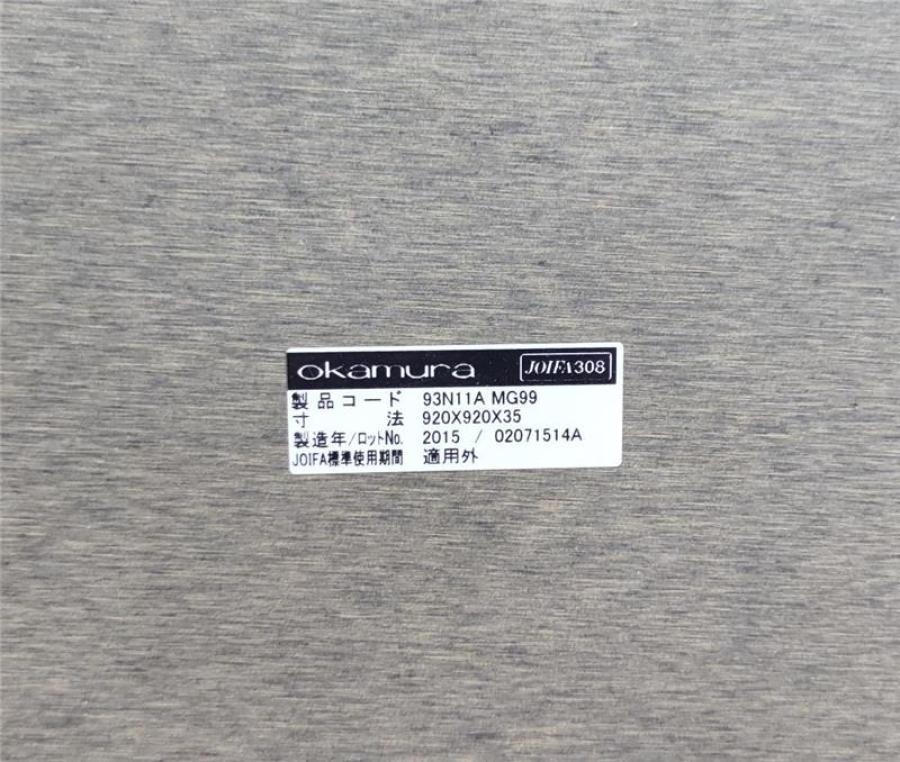 okamura JOIFA308
製品コード 93N11A MG99
寸法 920X920X35
製造年/ロットNo. 2015 / 02071514A
JOIFA標準使用期間 適用外